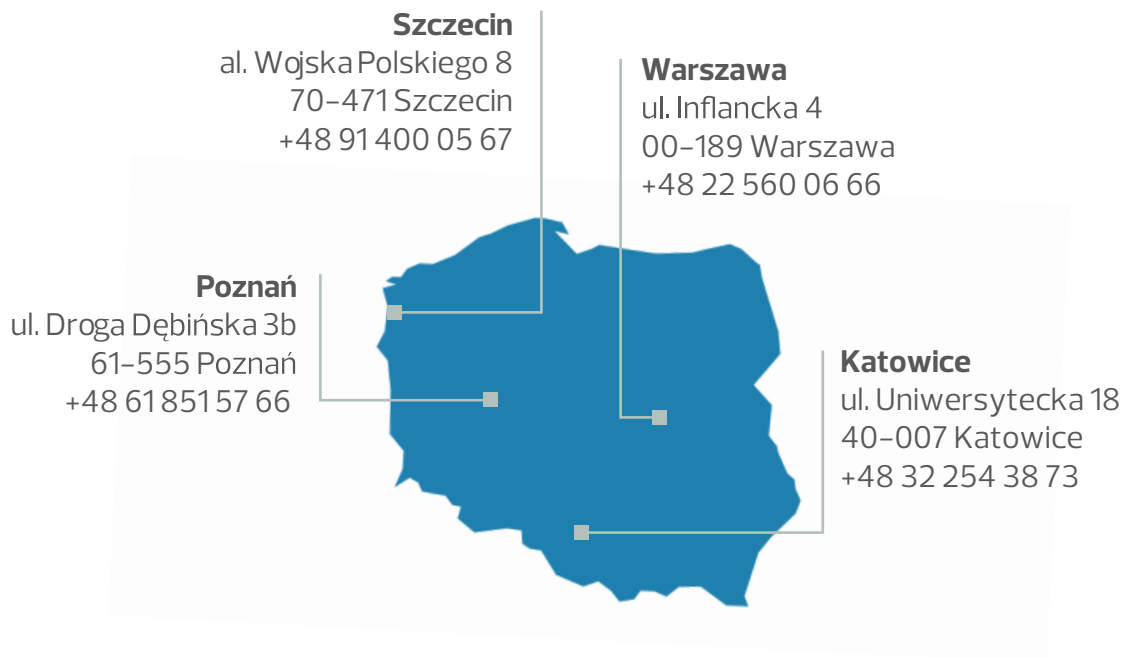 Szczecin
al. Wojska Polskiego 8
70-471 Szczecin
+48 91 400 05 67
Warszawa
ul. Inflancka 4
00-189 Warszawa
+48 22 560 06 66
Poznań
ul. Droga Dębińska 3b
61-555 Poznań
+48 61 851 57 66
Katowice
ul. Uniwersytecka 18
40-007 Katowice
+48 32 254 38 73